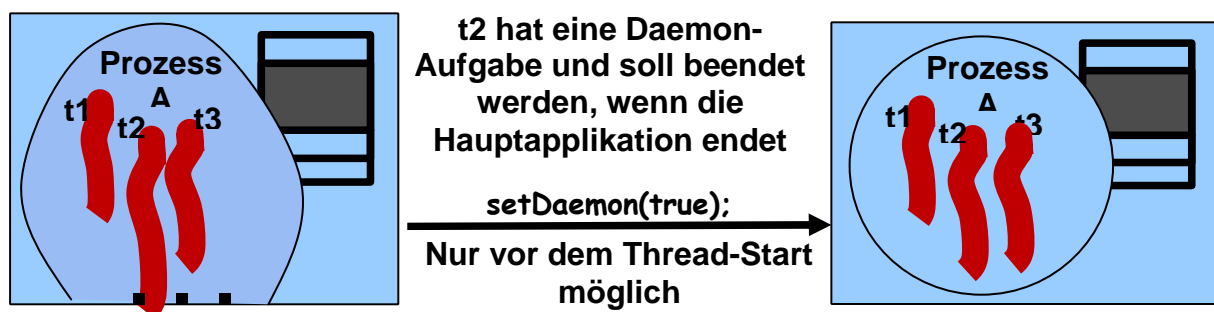 Prozess
A
t1
t2
t3
t2 hat eine Daemon-
Aufgabe und soll beendet
werden, wenn die
Hauptapplikation endet
setDaemon(true);
Nur vor dem Thread-Start
möglich
Prozess
A
t1
t2
t3